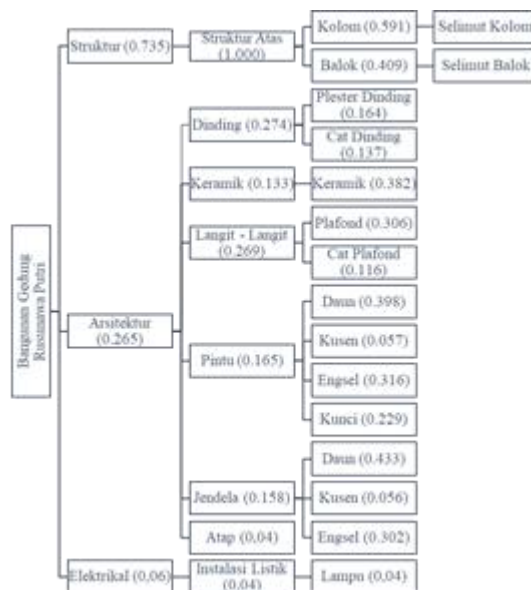 Bangunan Gedung
Rusunawa Putri
Struktur (0.735)
Struktur Atas
(1.000)
Kolom (0.591)
Selimut Kolom
Balok (0.409)
Selimut Balok
Arsitektur
(0.265)
Dinding (0.274)
Plester Dinding
(0.164)
Cat Dinding
(0.137)
Keramik (0.133)
Keramik (0.382)
Langit - Langit
(0.269)
Plafond (0.306)
Cat Plafond
(0.116)
Pintu (0.165)
Daun (0.398)
Kusen (0.057)
Engsel (0.316)
Kunci (0.229)
Jendela (0.158)
Daun (0.433)
Kusen (0.056)
Engsel (0.302)
Atap (0.04)
Elektrikal (0,06)
Instalasi Listik
(0,04)
Lampu (0,04)